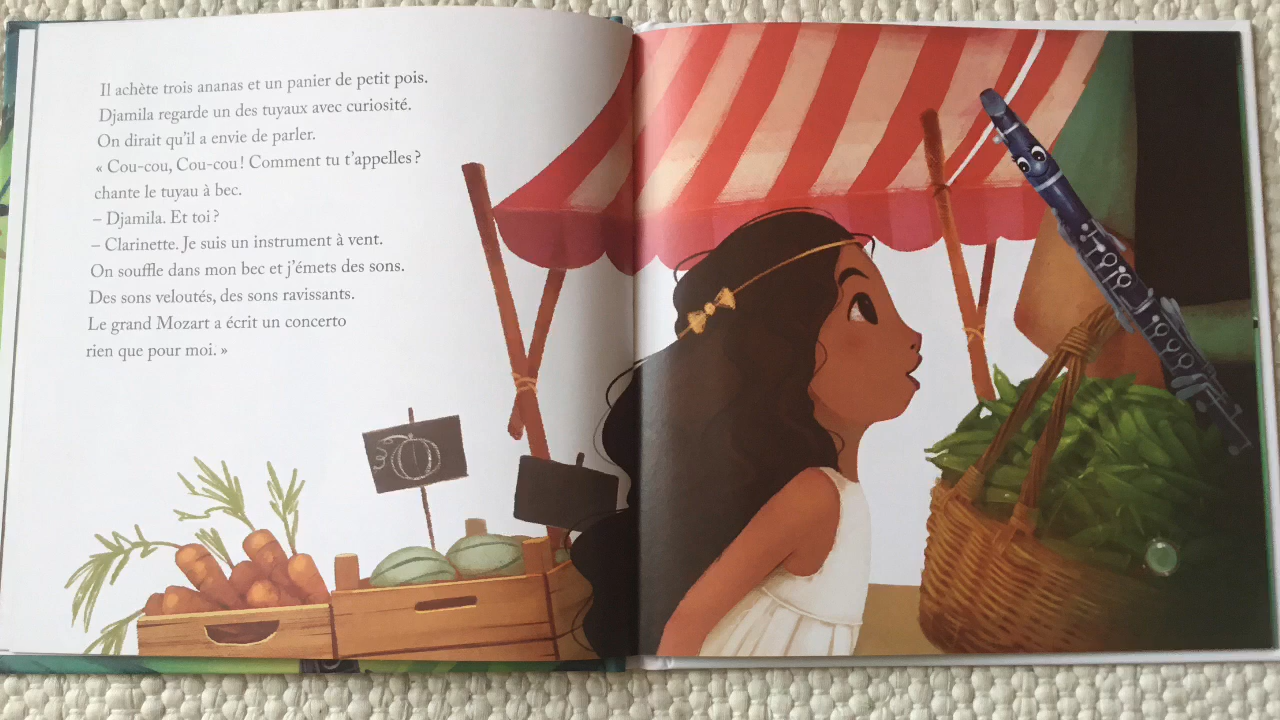 Il achète trois ananas et un panier de petit pois.
Djamila regarde un des tuyaux avec curiosité.
On dirait qu’il a envie de parler.
« Cou-cou, Cou-cou ! Comment tu t’appelles ?
chante le tuyau à bec.
– Djamila. Et toi ?
– Clarinette. Je suis un instrument à vent.
On souffle dans mon bec et j’émets des sons.
Des sons veloutés, des sons ravissants.
Le grand Mozart a écrit un concerto
rien que pour moi. »